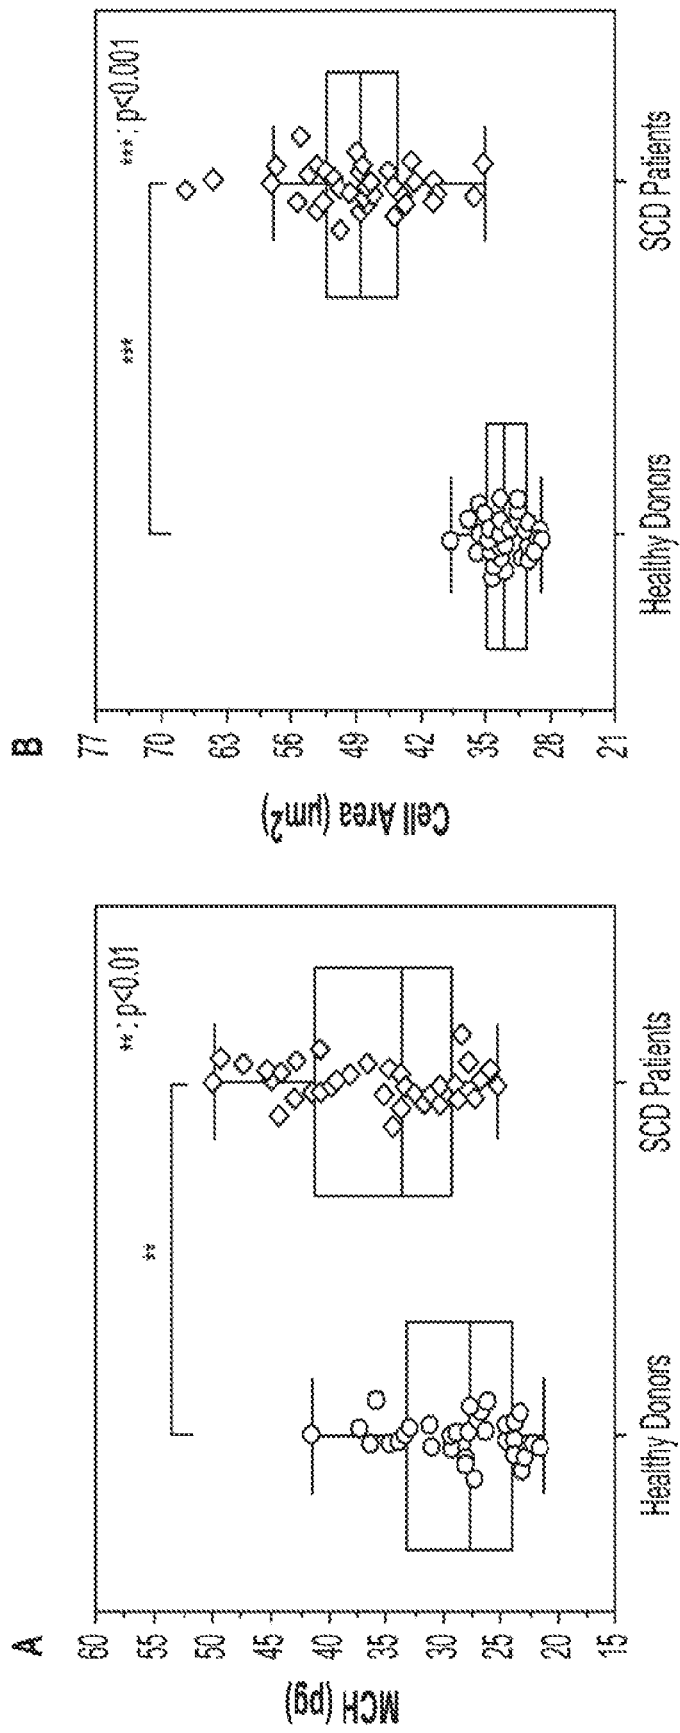 A
MCH (pg)
60
55
50
45
40
35
30
25
20
15
**: p<0.01
**
Healthy Donors
SCD Patients
B
Cell Area (µm²)
77
70
63
56
49
42
35
28
21
***: p<0.001
***
Healthy Donors
SCD Patients